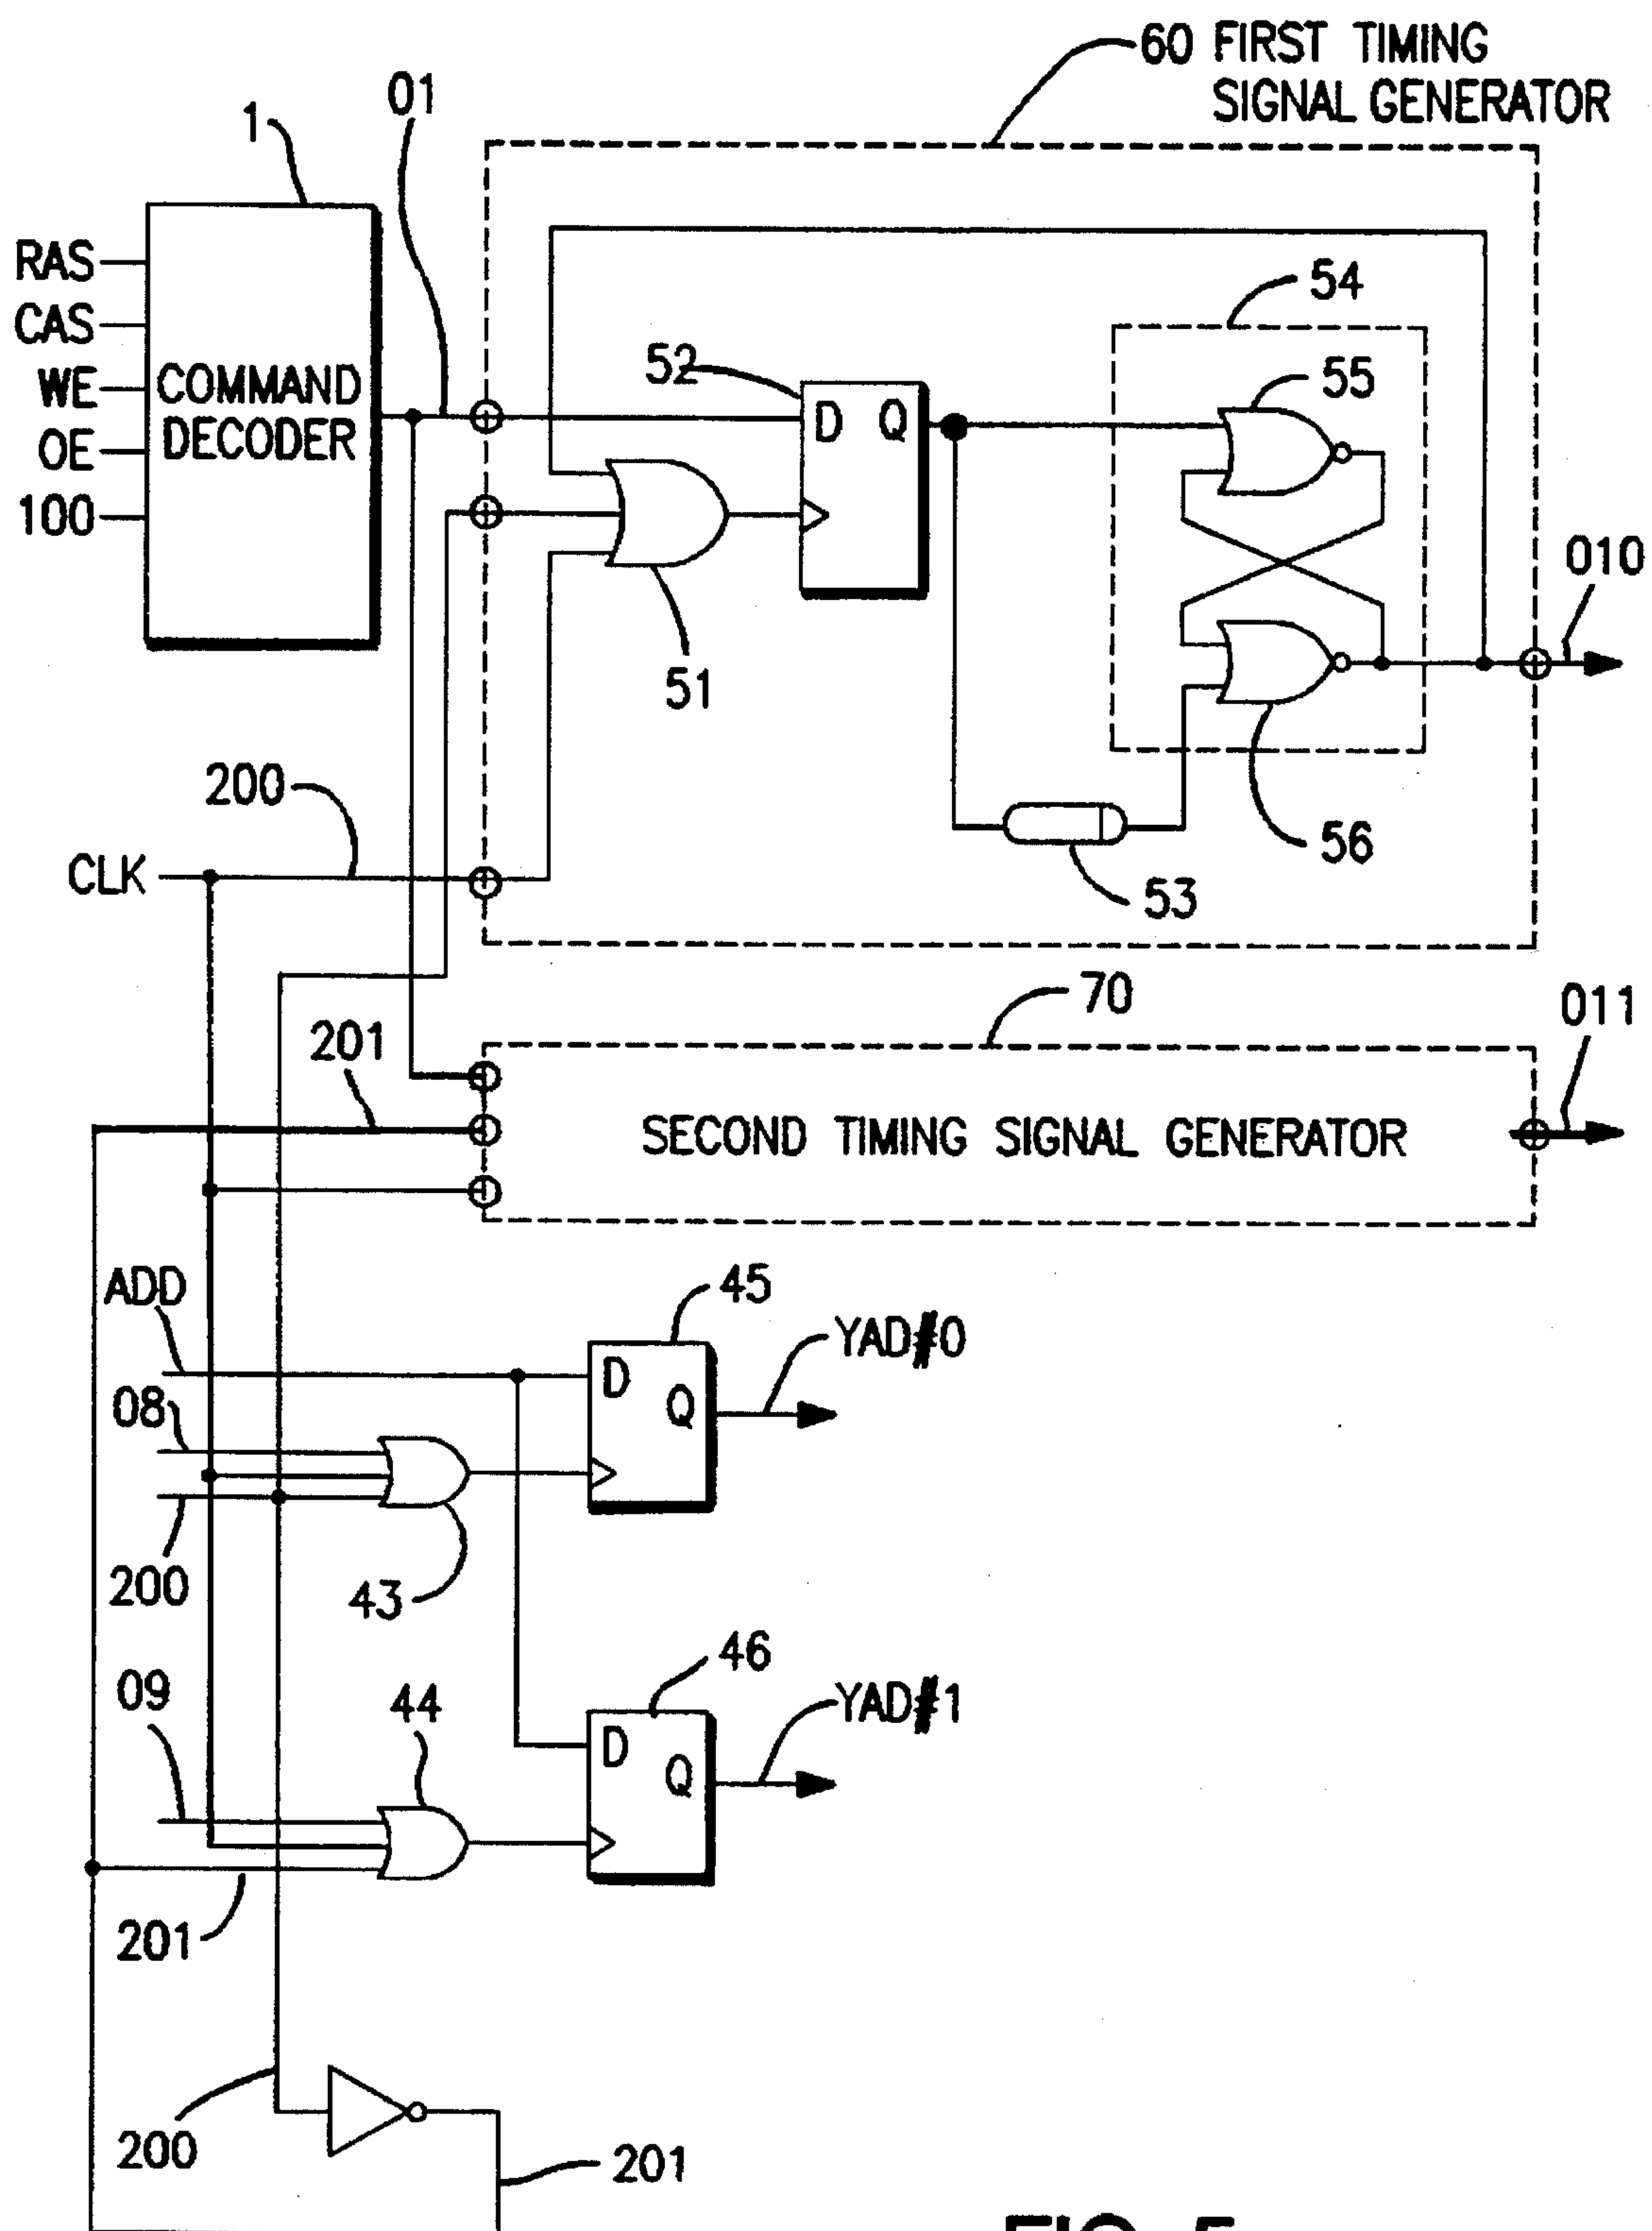 60 FIRST TIMING
SIGNAL GENERATOR
01
1
RAS
CAS
WE
OE
100
COMMAND
DECODER
52
D Q
54
55
51
010
200
CLK
53
56
70
201
011
SECOND TIMING SIGNAL GENERATOR
ADD
45
YAD#0
D
Q
08
200
43
46
09
44
YAD#1
D
Q
201
200
201